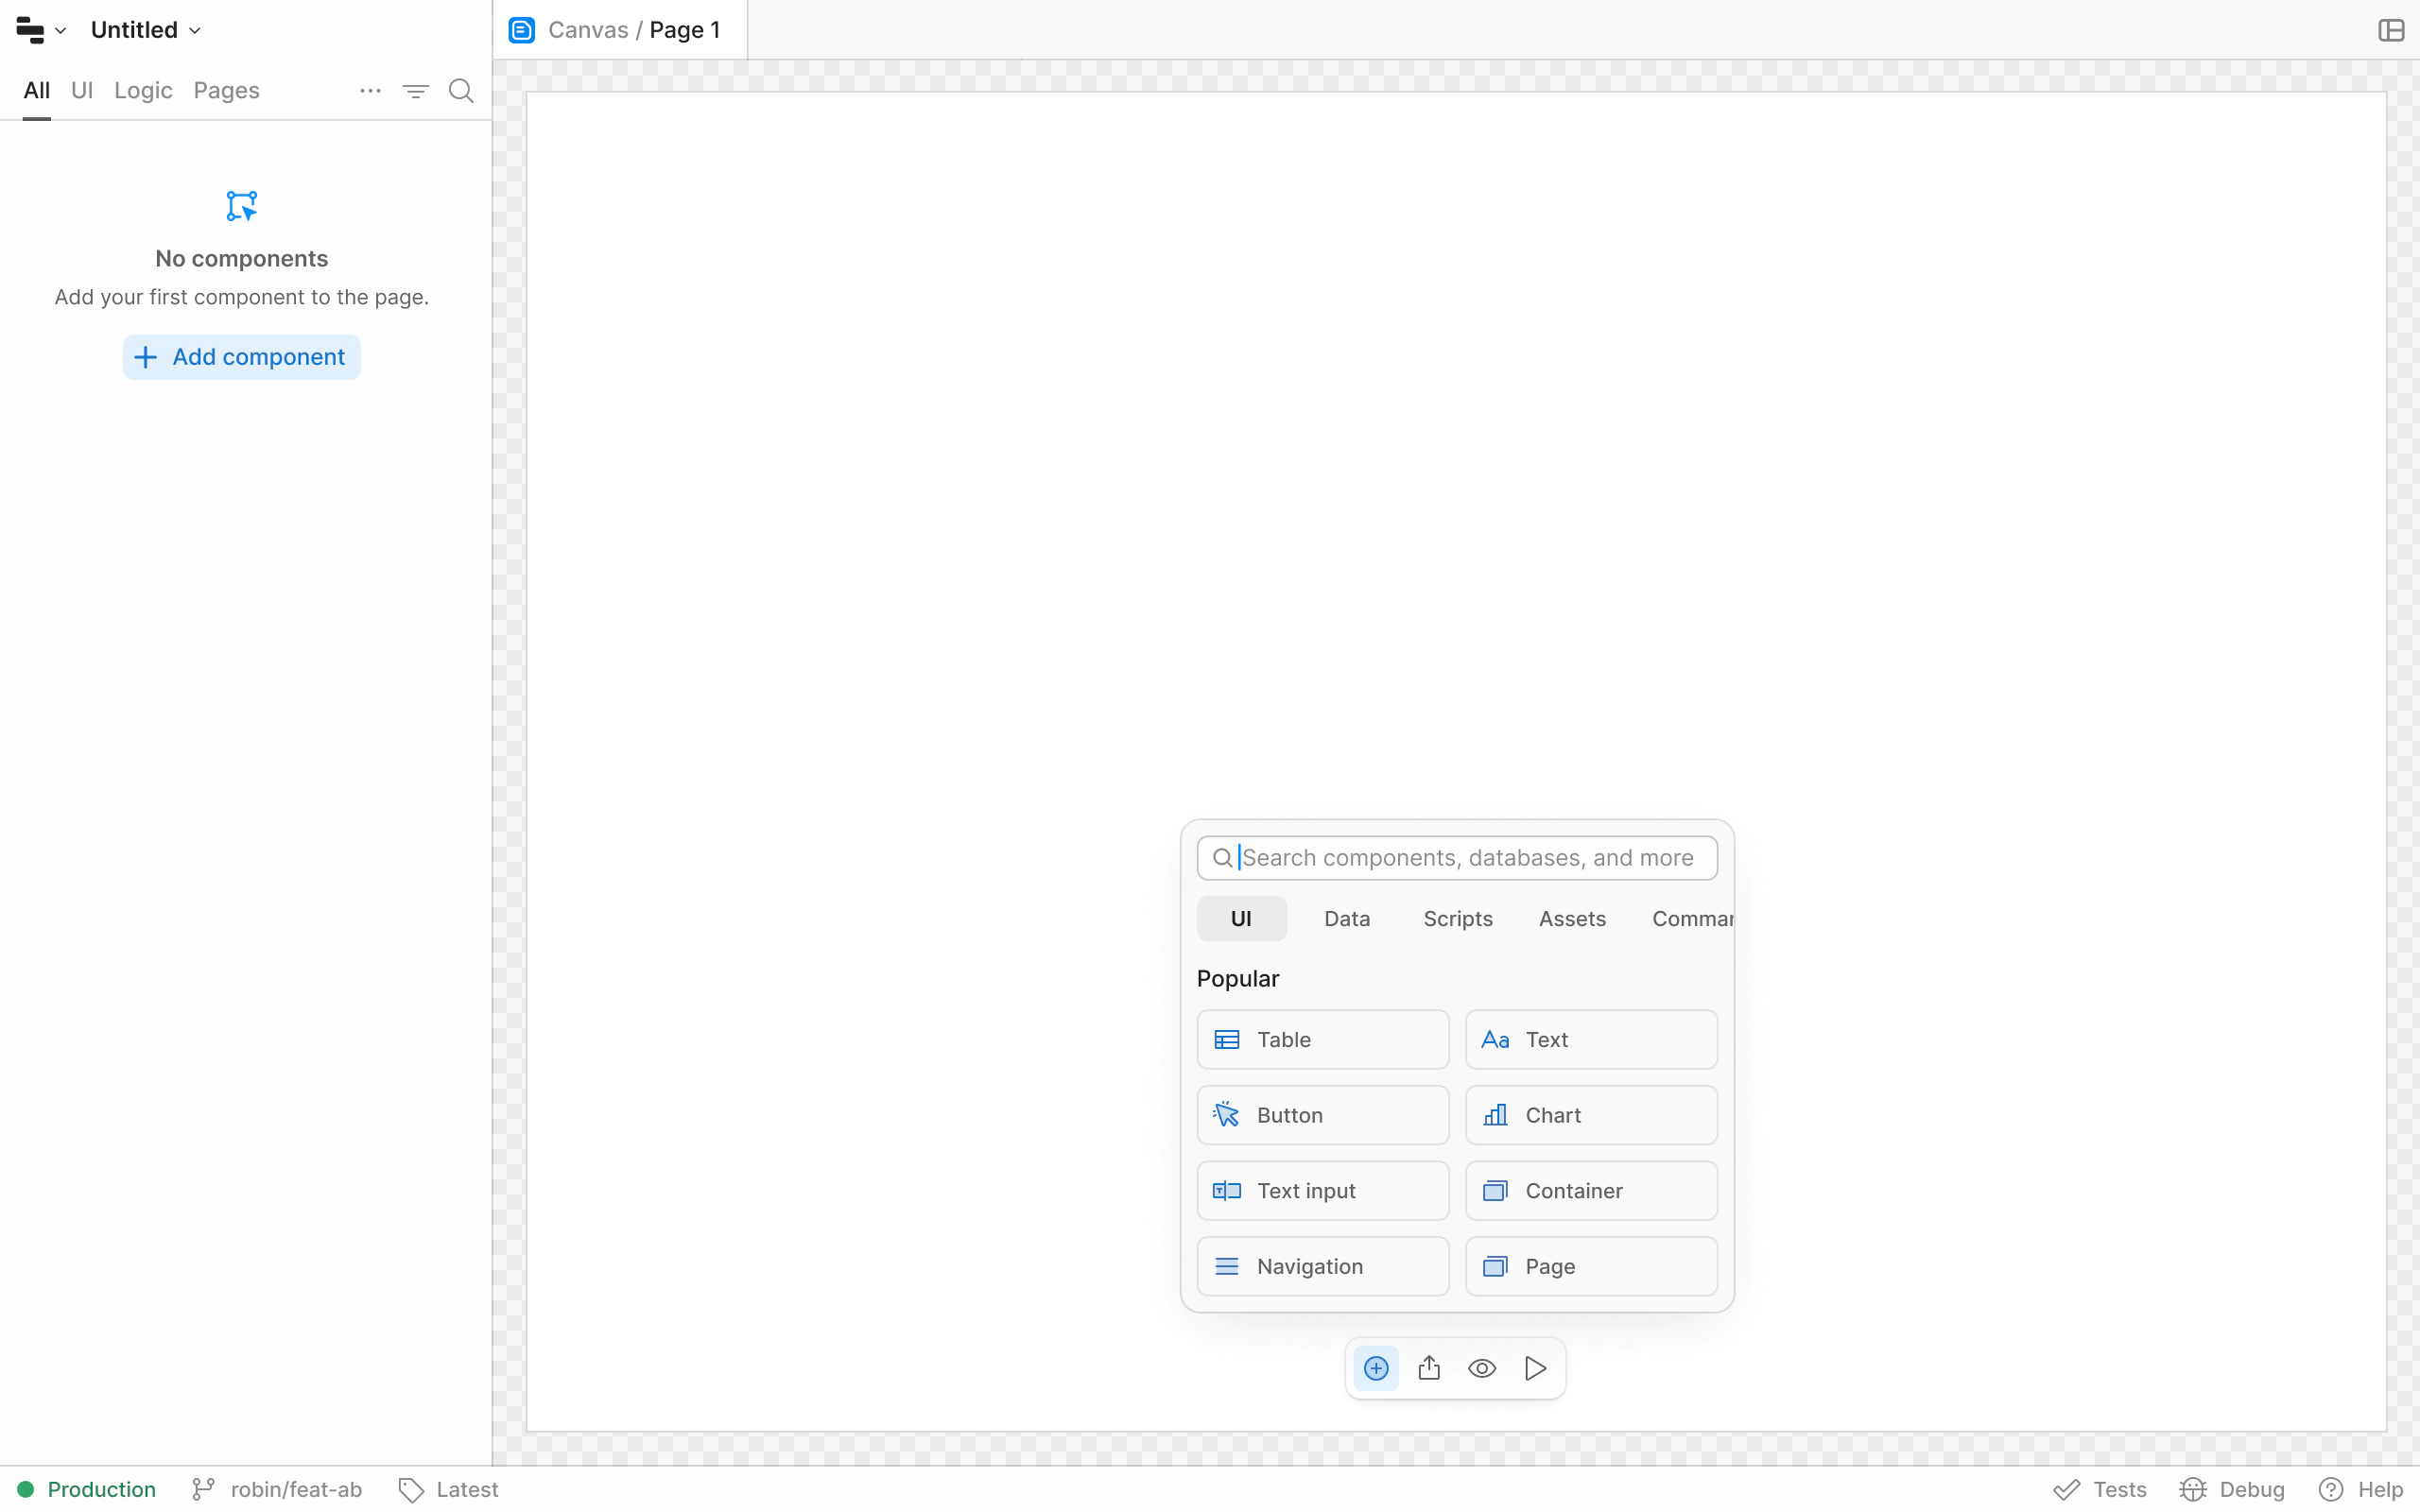 Untitled
Canvas / Page 1
All UI Logic Pages
No components
Add your first component to the page.
Add component
Search components, databases, and more
UI Data Scripts Assets Commar
Popular
Table Text
Button Chart
Text input Container
Navigation Page
Production robin/feat-ab Latest
Tests Debug Help